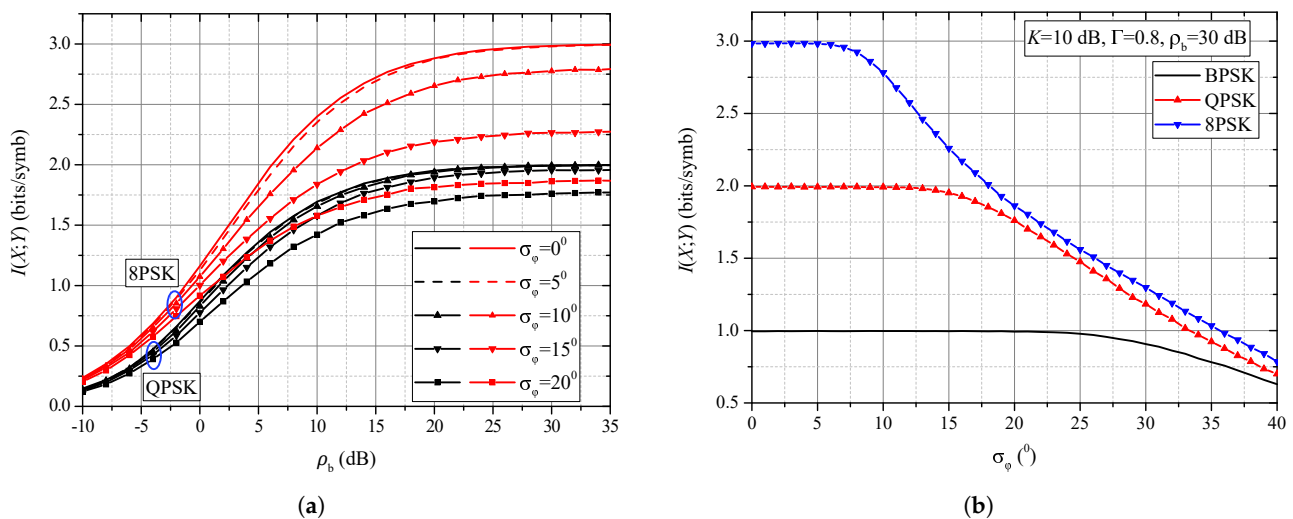 3.0
2.5
2.0
1.5
1.0
0.5
0.0
I(X;Y) (bits/symb)
8PSK
QPSK
σφ=0⁰
σφ=5⁰
σφ=10⁰
σφ=15⁰
σφ=20⁰
-10 -5 0 5 10 15 20 25 30 35
ρb (dB)
(a)
3.0
2.5
2.0
1.5
1.0
0.5
I(X;Y) (bits/symb)
K=10 dB, Γ=0.8, ρb=30 dB
BPSK
QPSK
8PSK
0 5 10 15 20 25 30 35 40
σφ (⁰)
(b)